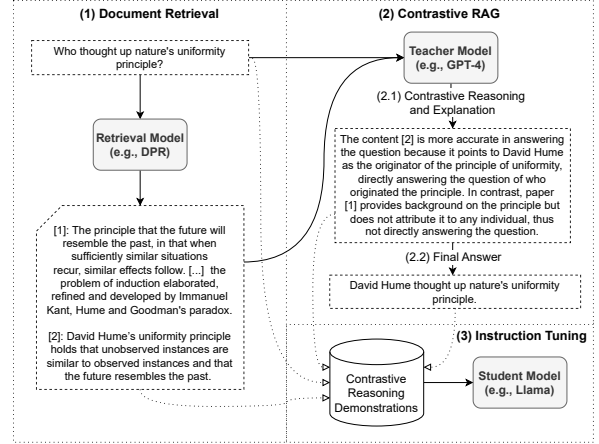 (1) Document Retrieval
Who thought up nature's uniformity
principle?
Retrieval Model
(e.g., DPR)
[1]: The principle that the future will
resemble the past, in that when
sufficiently similar situations
recur, similar effects follow. [...] the
problem of induction elaborated,
refined and developed by Immanuel
Kant, Hume and Goodman's paradox.
[2]: David Hume's uniformity principle
holds that unobserved instances are
similar to observed instances and that
the future resembles the past.
(2) Contrastive RAG
Teacher Model
(e.g., GPT-4)
(2.1) Contrastive Reasoning
and Explanation
The content [2] is more accurate in answering
the question because it points to David Hume
as the originator of the principle of uniformity,
directly answering the question of who
originated the principle. In contrast, paper
[1] provides background on the principle but
does not attribute it to any individual, thus
not directly answering the question.
(2.2) Final Answer
David Hume thought up nature's uniformity
principle.
(3) Instruction Tuning
Contrastive
Reasoning
Demonstrations
Student Model
(e.g., Llama)